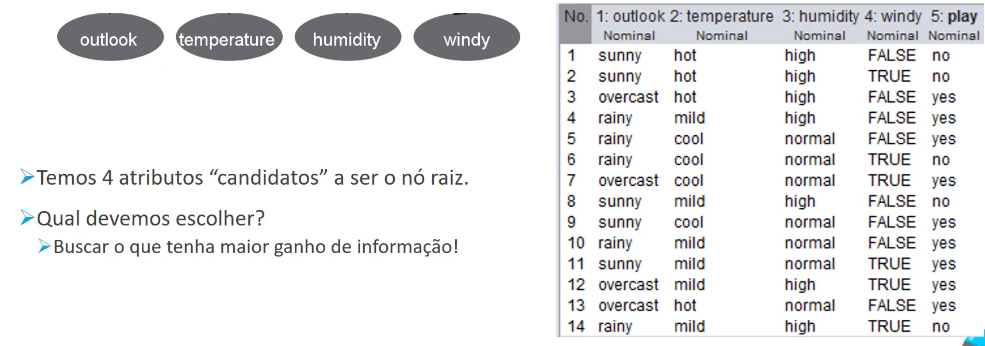 outlook temperature humidity windy
➢Temos 4 atributos “candidatos” a ser o nó raiz.
➢Qual devemos escolher?
➢Buscar o que tenha maior ganho de informação!
No. 1: outlook 2: temperature 3: humidity 4: windy 5: play
Nominal Nominal Nominal Nominal Nominal
1 sunny hot high FALSE no
2 sunny hot high TRUE no
3 overcast hot high FALSE yes
4 rainy mild high FALSE yes
5 rainy cool normal FALSE yes
6 rainy cool normal TRUE no
7 overcast cool normal TRUE yes
8 sunny mild high FALSE no
9 sunny cool normal FALSE yes
10 rainy mild normal FALSE yes
11 sunny mild normal TRUE yes
12 overcast mild high TRUE yes
13 overcast hot normal FALSE yes
14 rainy mild high TRUE no